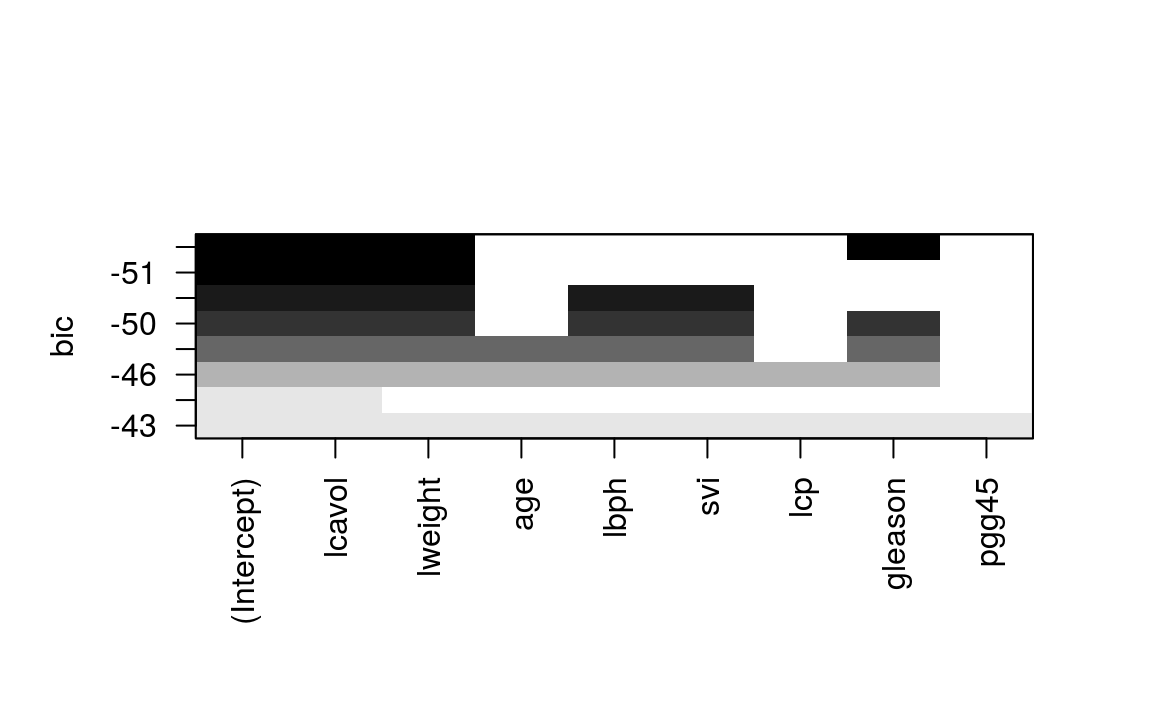 bic
-51
-50
-46
-43
(Intercept)
lcavol
lweight
age
lbph
svi
lcp
gleason
pgg45